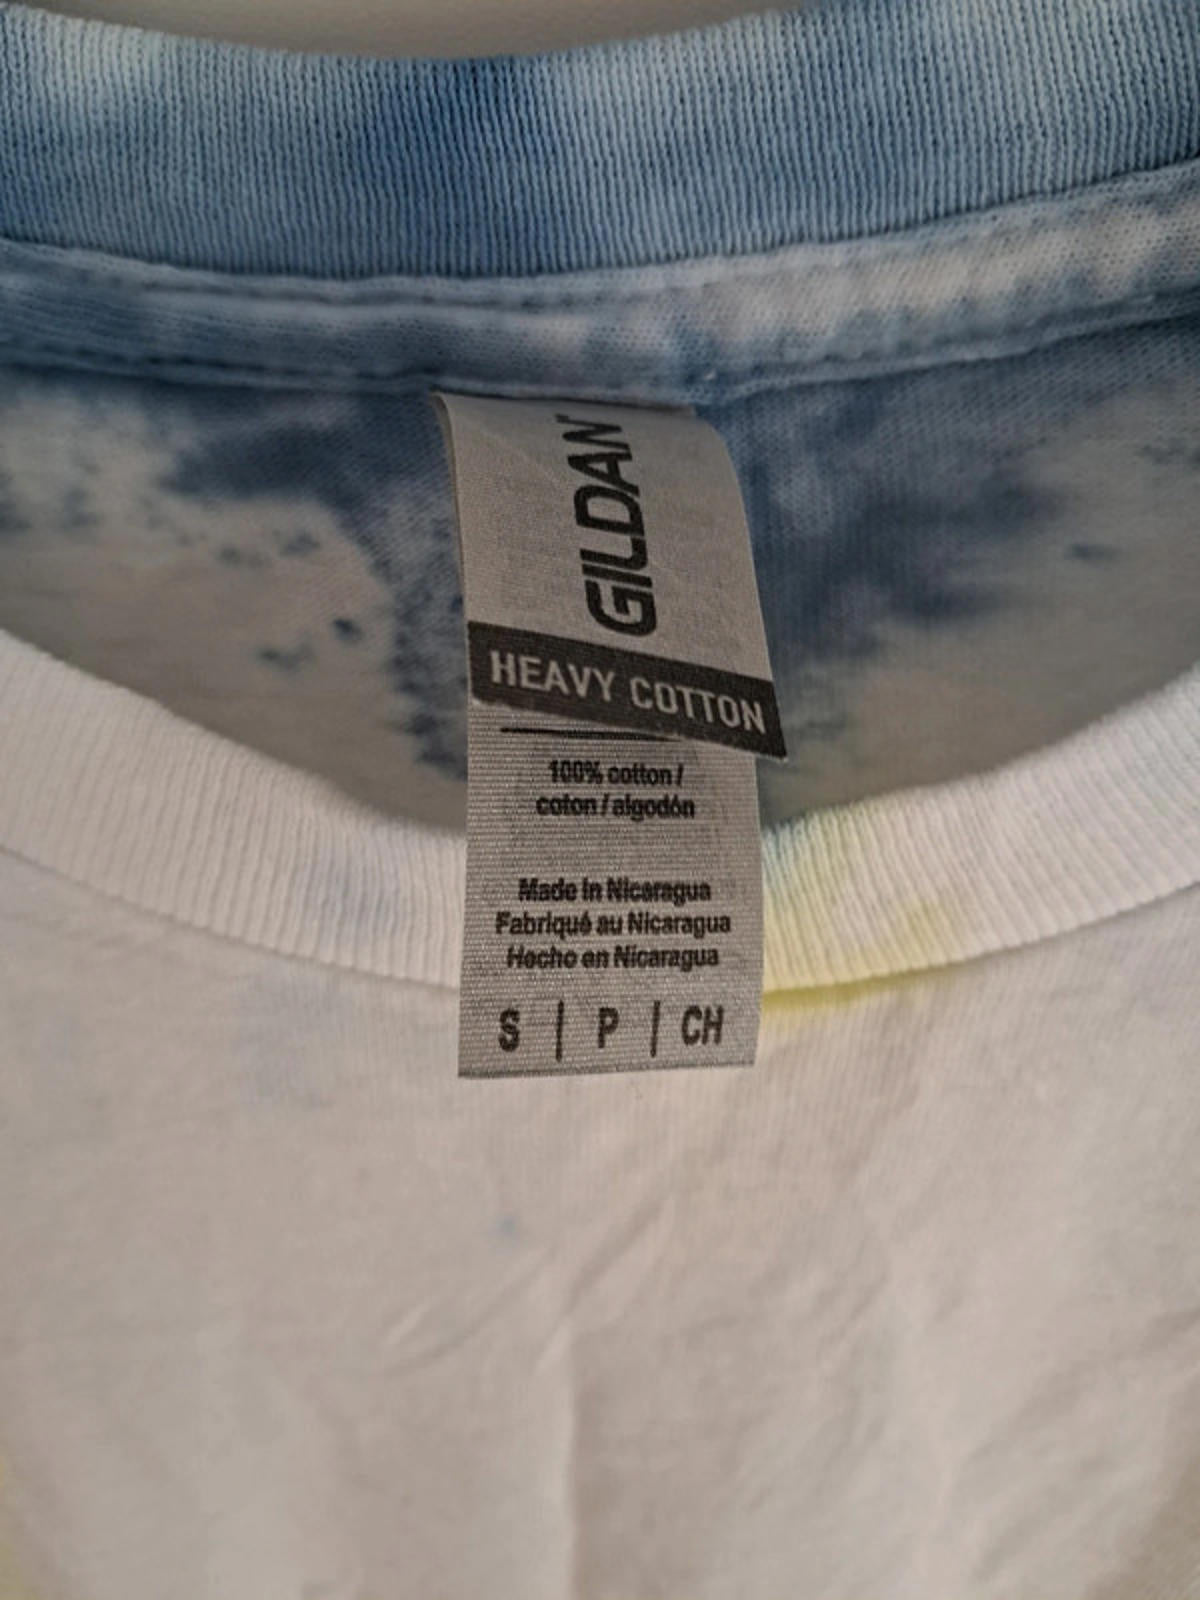 GILDAN
HEAVY COTTON
100% cotton /
coton / algodón
Made in Nicaragua
Fabriqué au Nicaragua
Hecho en Nicaragua
S | P | CH